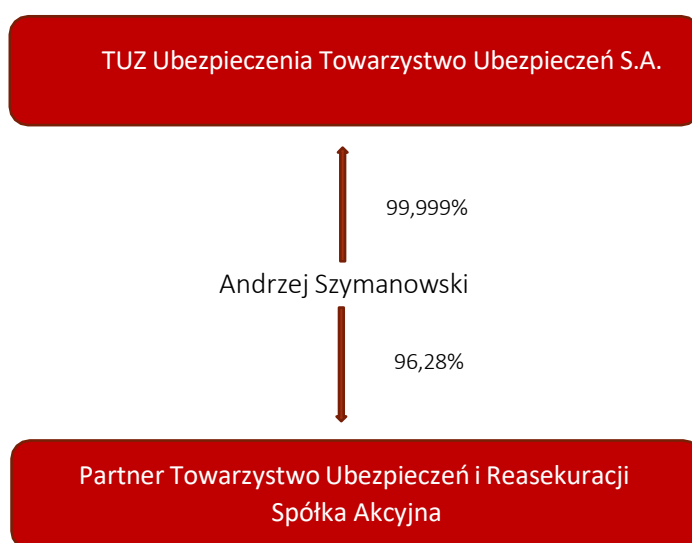 TUZ Ubezpieczenia Towarzystwo Ubezpieczeń S.A.
99,999%
Andrzej Szymanowski
96,28%
Partner Towarzystwo Ubezpieczeń i Reasekuracji
Spółka Akcyjna